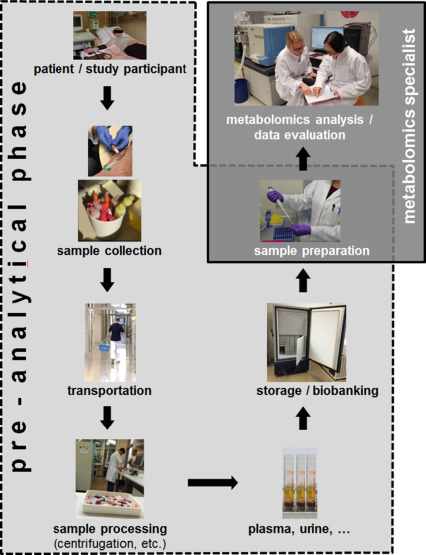 pre-analytical phase
patient / study participant
sample collection
transportation
sample processing
(centrifugation, etc.)
plasma, urine, ...
storage / biobanking
sample preparation
metabolomics analysis /
data evaluation
metabolomics specialist